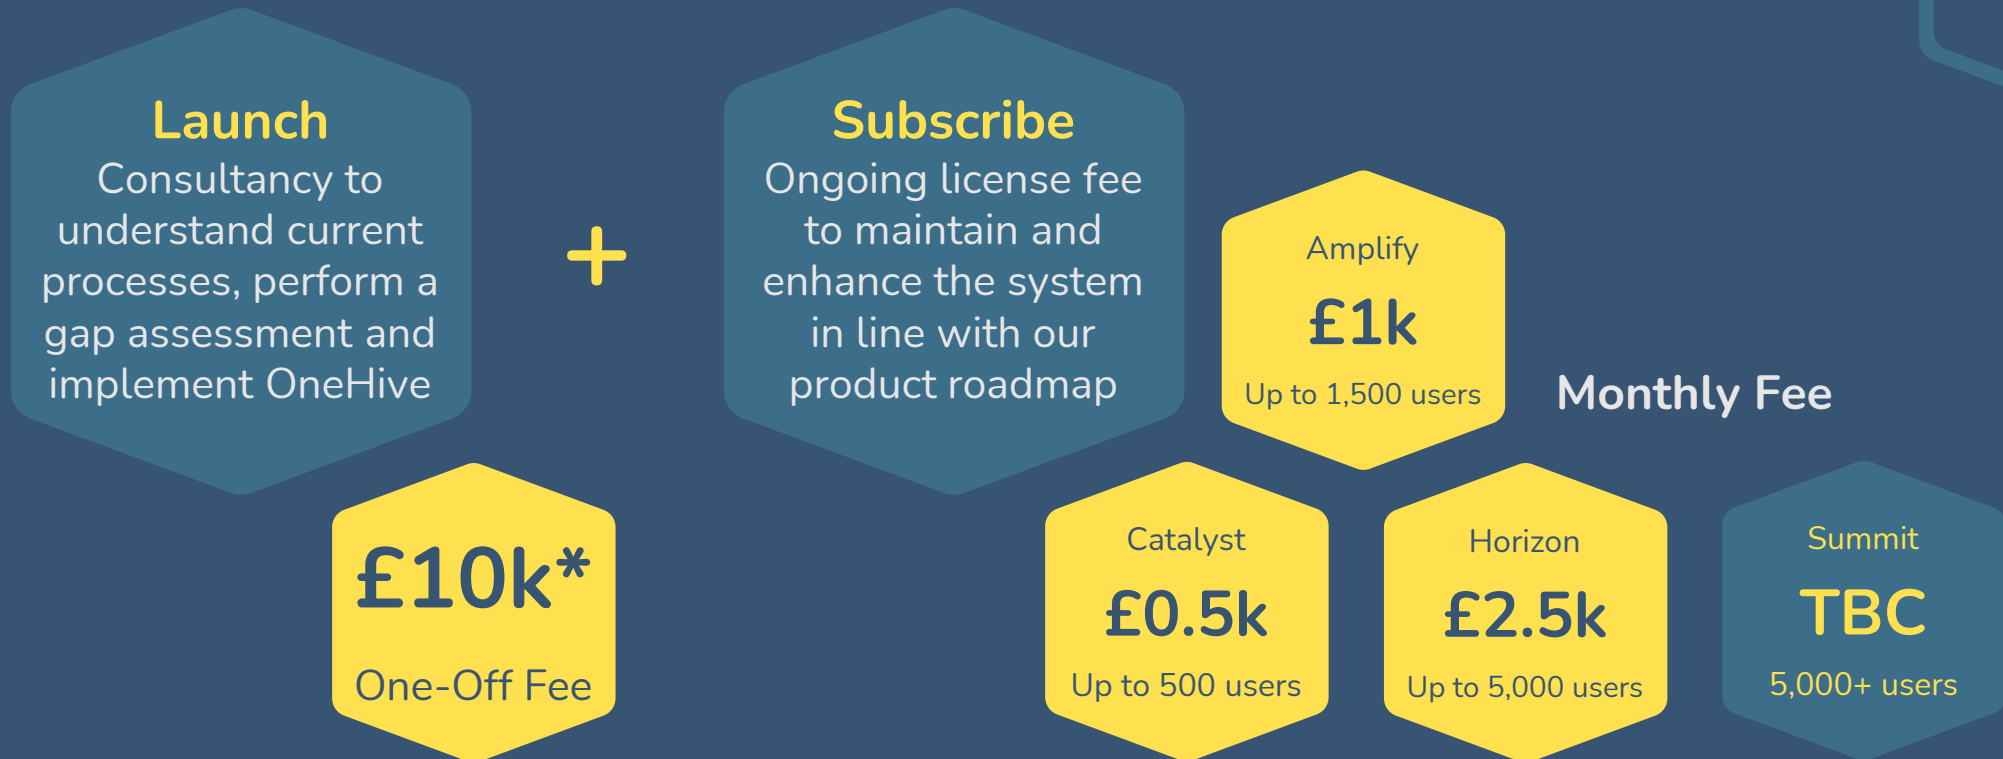 Launch
Consultancy to
understand current
processes, perform a
gap assessment and
implement OneHive
£10k*
One-Off Fee
+
Subscribe
Ongoing license fee
to maintain and
enhance the system
in line with our
product roadmap
Monthly Fee
Amplify
£1k
Up to 1,500 users
Catalyst
£0.5k
Up to 500 users
Horizon
£2.5k
Up to 5,000 users
Summit
TBC
5,000+ users